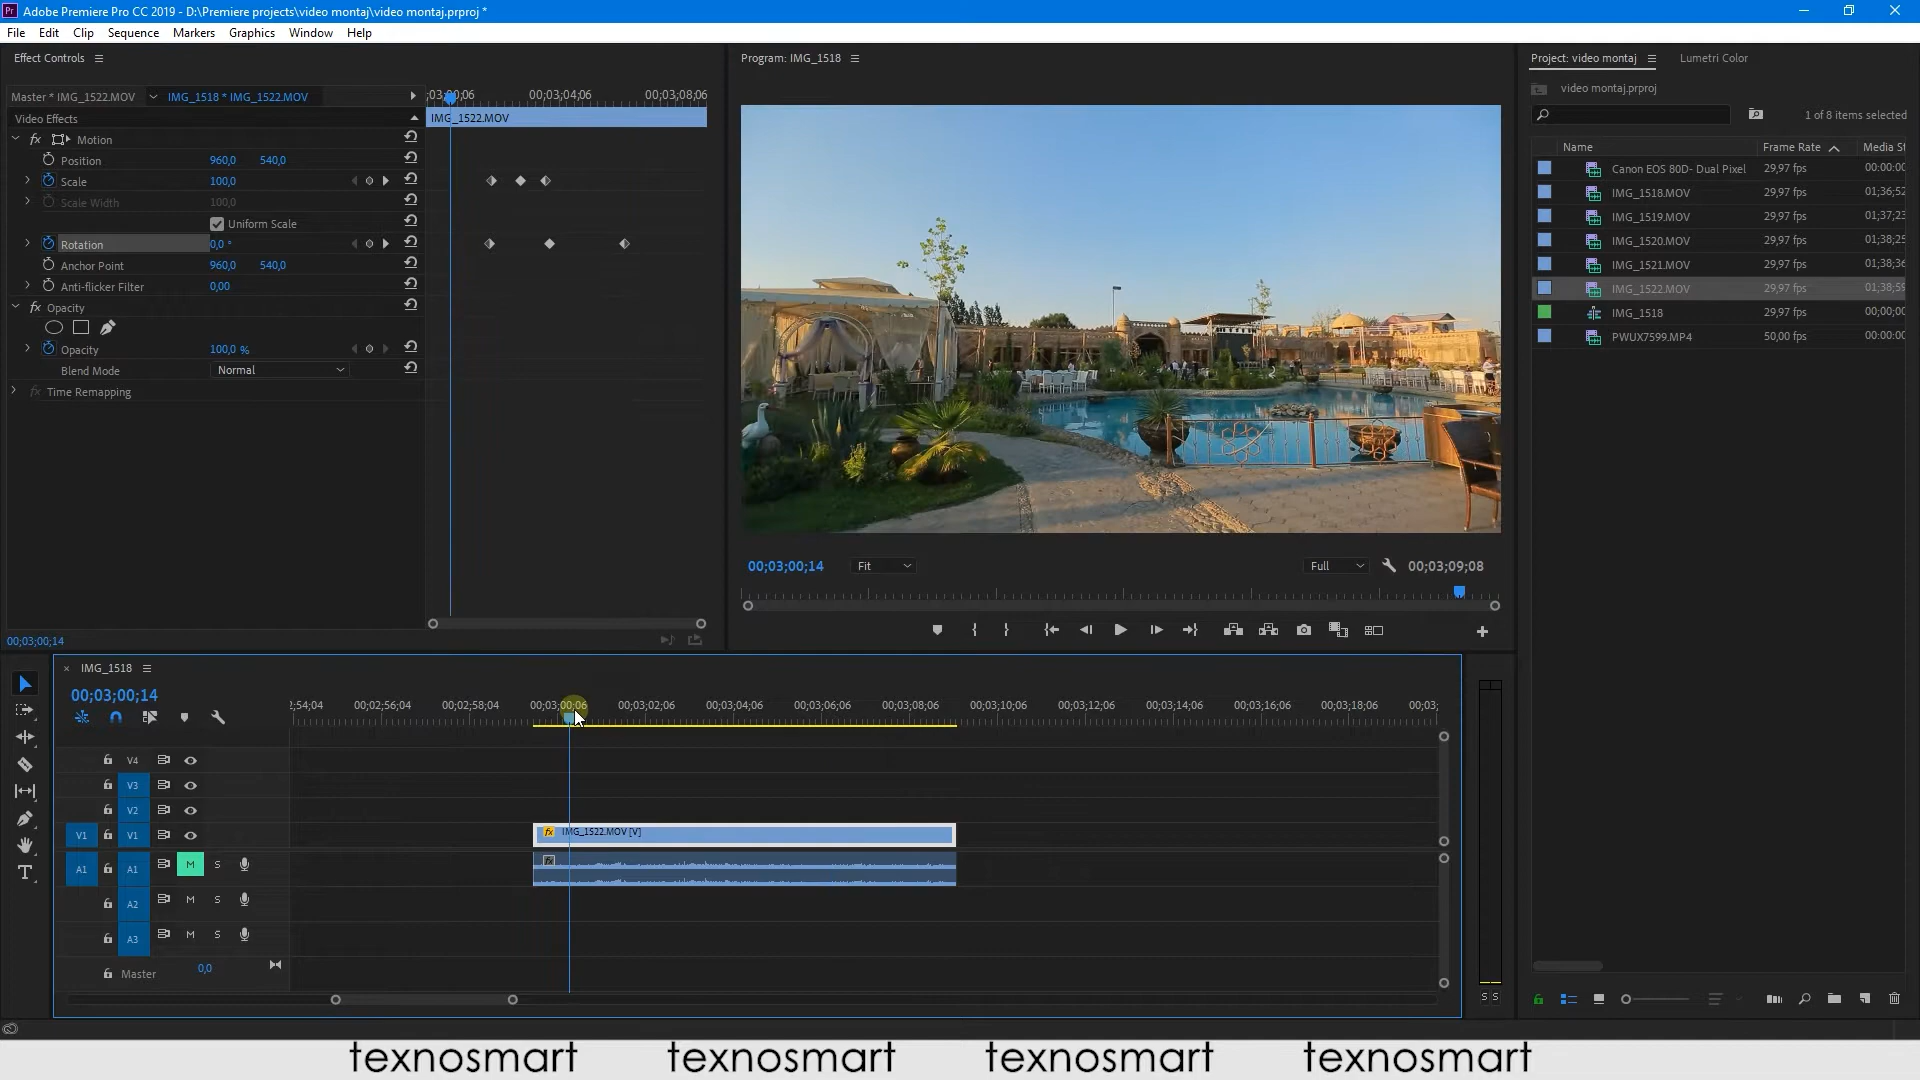 Pr Adobe Premiere Pro CC 2019 - D:\Premiere projects\video montaj\video montaj.prproj *
File Edit Clip Sequence Markers Graphics Window Help
Effect Controls
Master * IMG_1522.MOV IMG_1518 * IMG_1522.MOV
;03;00;06 00;03;04;06 00;03;08;06
Video Effects
IMG_1522.MOV
fx Motion
Position 960,0 540,0
Scale 100,0
Scale Width 100,0
Uniform Scale
Rotation 0,0 °
Anchor Point 960,0 540,0
Anti-flicker Filter 0,00
fx Opacity
Opacity 100,0 %
Blend Mode Normal
fx Time Remapping
00;03;00;14
Program: IMG_1518
00;03;00;14 Fit Full 00;03;09;08
Project: video montaj Lumetri Color
video montaj.prproj
1 of 8 items selected
Name Frame Rate Media St
Canon EOS 80D- Dual Pixel 29,97 fps 00:00:00
IMG_1518.MOV 29,97 fps 01;36;52
IMG_1519.MOV 29,97 fps 01;37;23
IMG_1520.MOV 29,97 fps 01;38;25
IMG_1521.MOV 29,97 fps 01;38;36
IMG_1522.MOV 29,97 fps 01;38;59
IMG_1518 29,97 fps 00;00;00
PWUX7599.MP4 50,00 fps 00:00:00
× IMG_1518
00;03;00;14
2;54;04 00;02;56;04 00;02;58;04 00;03;00;06 00;03;02;06 00;03;04;06 00;03;06;06 00;03;08;06 00;03;10;06 00;03;12;06 00;03;14;06 00;03;16;06 00;03;18;06 00;03;
V4
V3
V2
V1 V1 fx IMG_1522.MOV [V]
A1 A1 M S fx
A2 M S
A3 M S
Master 0,0
S S
texnosmart texnosmart texnosmart texnosmart